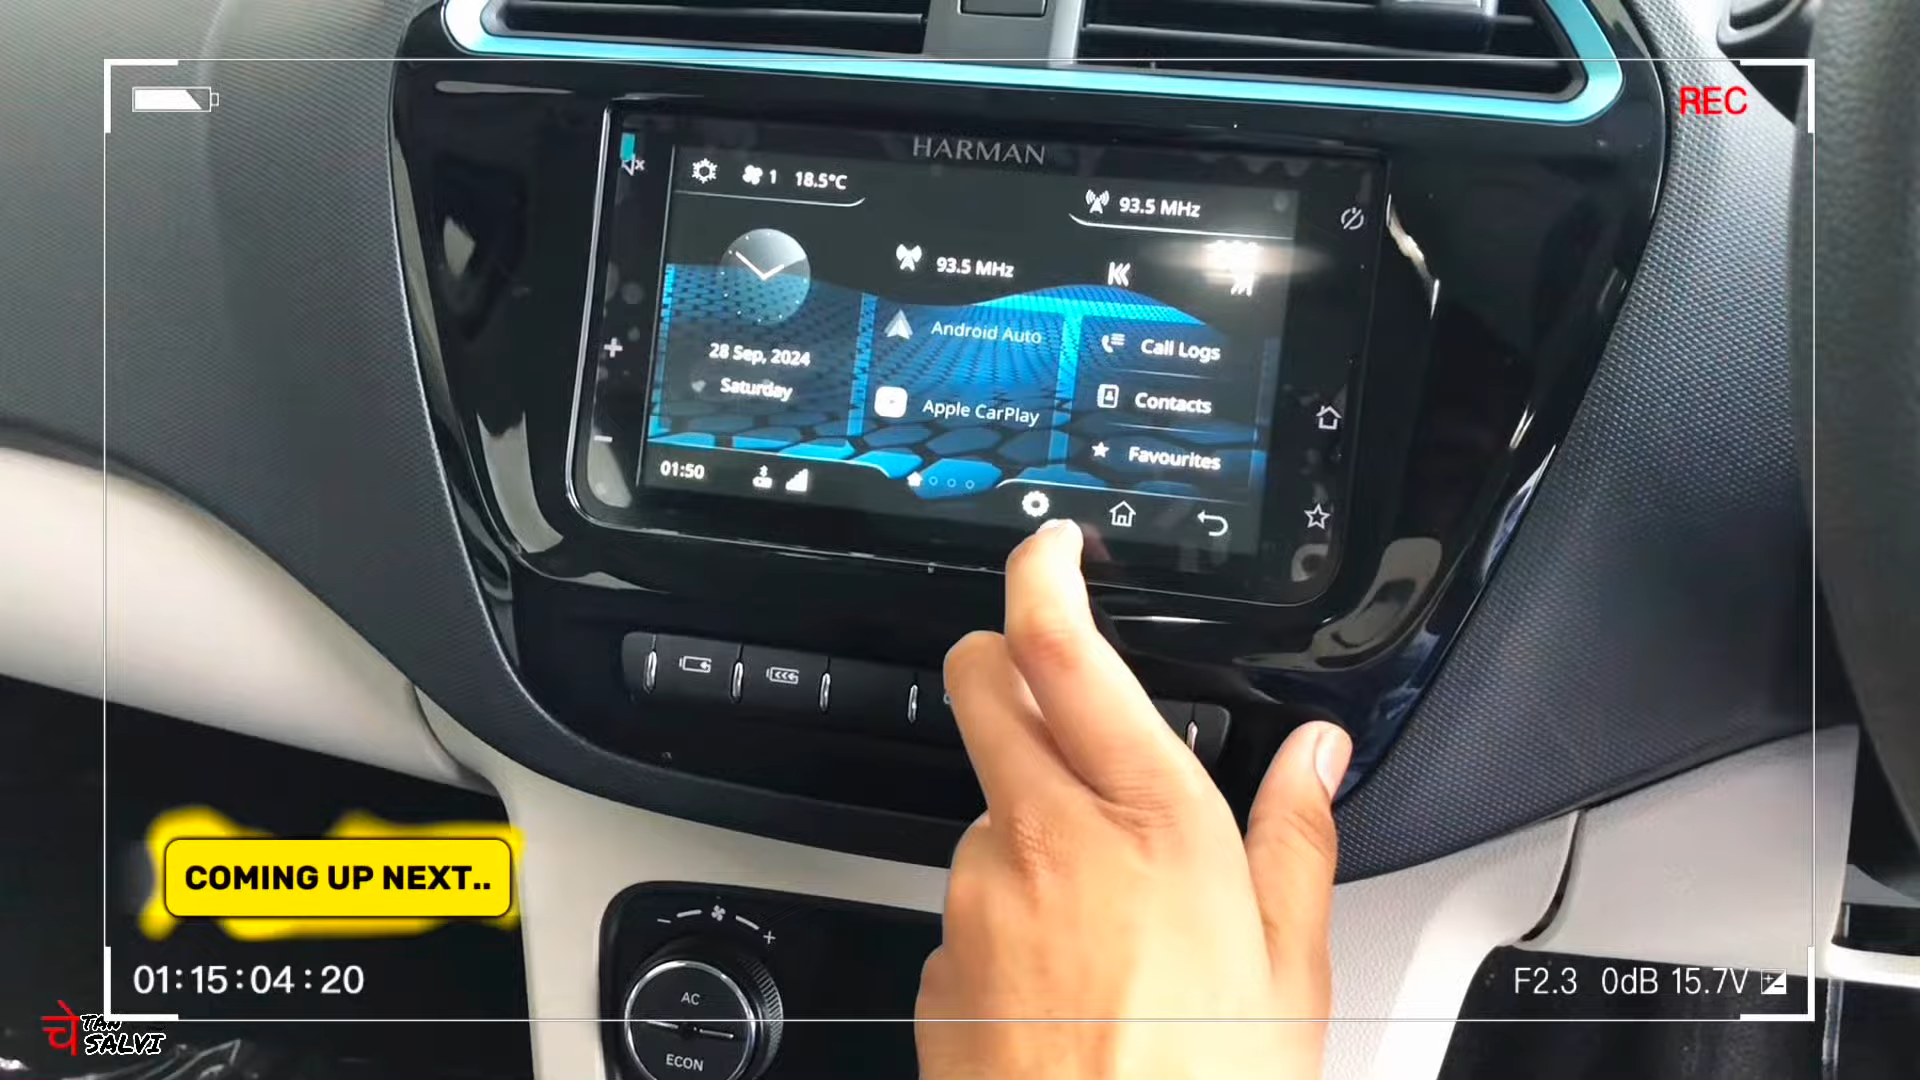 REC
HARMAN
1 18.5°C
93.5 MHz
93.5 MHz
Android Auto
Call Logs
28 Sep, 2024
Saturday
Apple CarPlay
Contacts
Favourites
01:50
COMING UP NEXT..
01:15:04:20
F2.3 0dB 15.7V
AC
ECON
चे TAN
SALVI